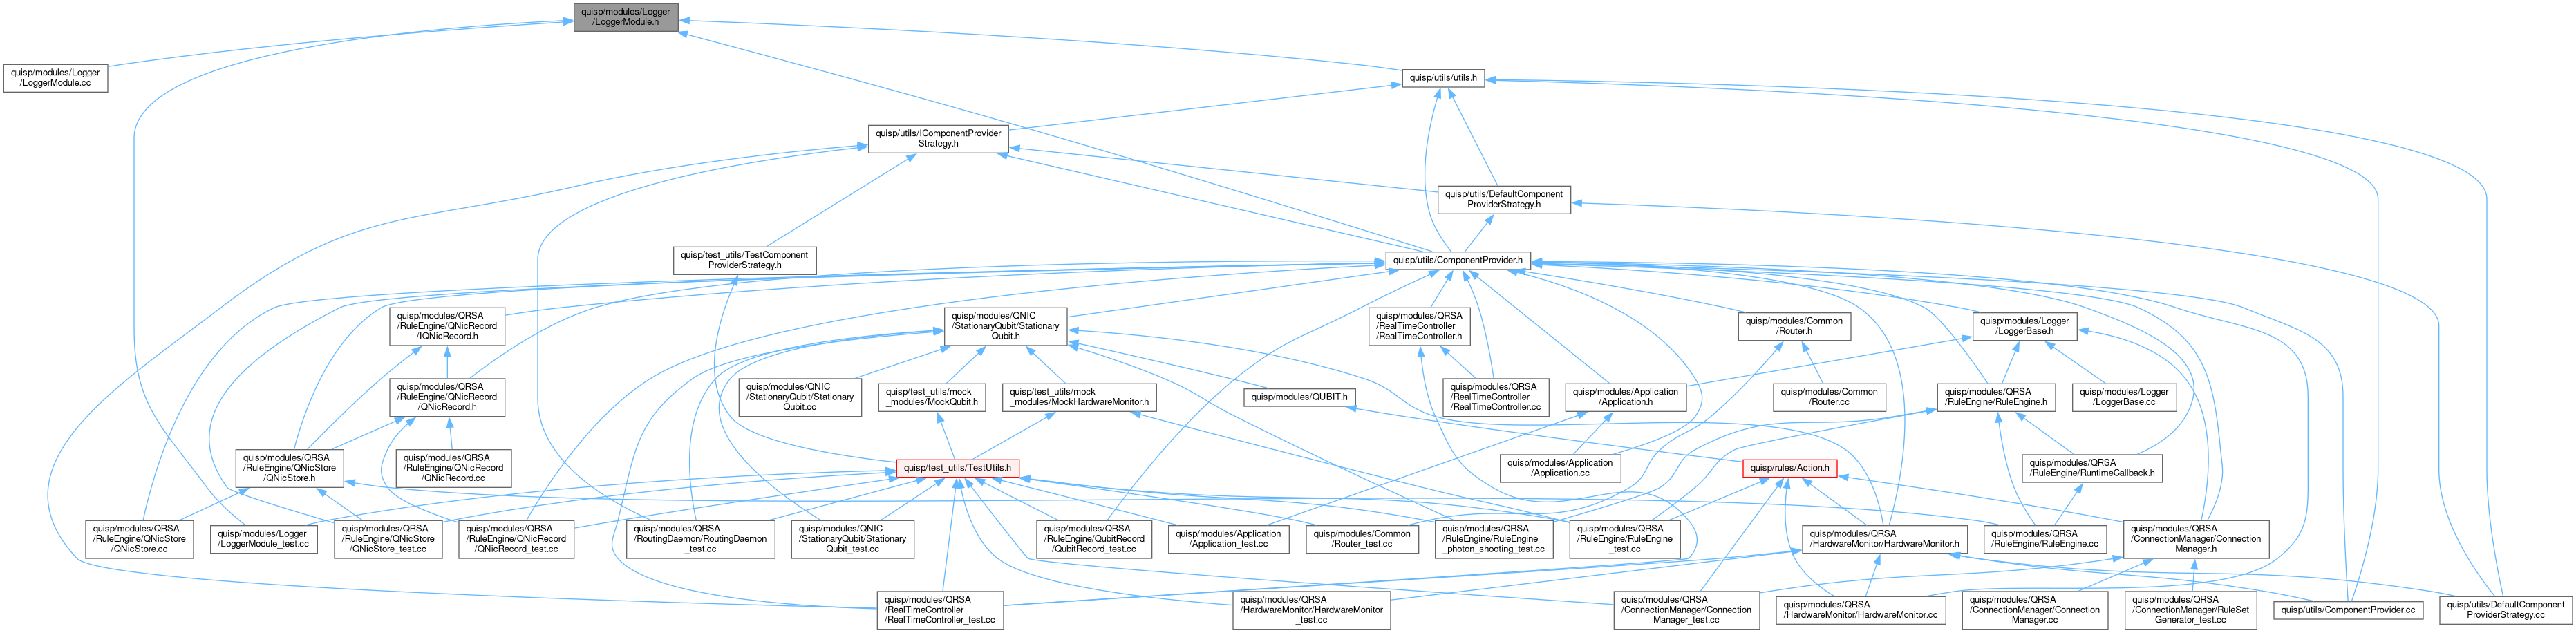 quisp/modules/Logger
/LoggerModule.h
quisp/modules/Logger
/LoggerModule.cc
quisp/utils/utils.h
quisp/utils/IComponentProvider
Strategy.h
quisp/utils/DefaultComponent
ProviderStrategy.h
quisp/test_utils/TestComponent
ProviderStrategy.h
quisp/utils/ComponentProvider.h
quisp/modules/QRSA
/RuleEngine/QNicRecord
/IQNicRecord.h
quisp/modules/QNIC
/StationaryQubit/Stationary
Qubit.h
quisp/modules/QRSA
/RealTimeController
/RealTimeController.h
quisp/modules/Common
/Router.h
quisp/modules/Logger
/LoggerBase.h
quisp/modules/QRSA
/RuleEngine/QNicRecord
/QNicRecord.h
quisp/modules/QNIC
/StationaryQubit/Stationary
Qubit.cc
quisp/test_utils/mock
_modules/MockQubit.h
quisp/test_utils/mock
_modules/MockHardwareMonitor.h
quisp/modules/QUBIT.h
quisp/modules/QRSA
/RealTimeController
/RealTimeController.cc
quisp/modules/Application
/Application.h
quisp/modules/Common
/Router.cc
quisp/modules/QRSA
/RuleEngine/RuleEngine.h
quisp/modules/Logger
/LoggerBase.cc
quisp/modules/QRSA
/RuleEngine/QNicStore
/QNicStore.h
quisp/modules/QRSA
/RuleEngine/QNicRecord
/QNicRecord.cc
quisp/test_utils/TestUtils.h
quisp/modules/Application
/Application.cc
quisp/rules/Action.h
quisp/modules/QRSA
/RuleEngine/RuntimeCallback.h
quisp/modules/QRSA
/RuleEngine/QNicStore
/QNicStore.cc
quisp/modules/Logger
/LoggerModule_test.cc
quisp/modules/QRSA
/RuleEngine/QNicStore
/QNicStore_test.cc
quisp/modules/QRSA
/RuleEngine/QNicRecord
/QNicRecord_test.cc
quisp/modules/QRSA
/RoutingDaemon/RoutingDaemon
_test.cc
quisp/modules/QNIC
/StationaryQubit/Stationary
Qubit_test.cc
quisp/modules/QRSA
/RuleEngine/QubitRecord
/QubitRecord_test.cc
quisp/modules/Application
/Application_test.cc
quisp/modules/Common
/Router_test.cc
quisp/modules/QRSA
/RuleEngine/RuleEngine
_photon_shooting_test.cc
quisp/modules/QRSA
/RuleEngine/RuleEngine
_test.cc
quisp/modules/QRSA
/HardwareMonitor/HardwareMonitor.h
quisp/modules/QRSA
/RuleEngine/RuleEngine.cc
quisp/modules/QRSA
/ConnectionManager/Connection
Manager.h
quisp/modules/QRSA
/RealTimeController
/RealTimeController_test.cc
quisp/modules/QRSA
/HardwareMonitor/HardwareMonitor
_test.cc
quisp/modules/QRSA
/ConnectionManager/Connection
Manager_test.cc
quisp/modules/QRSA
/HardwareMonitor/HardwareMonitor.cc
quisp/modules/QRSA
/ConnectionManager/Connection
Manager.cc
quisp/modules/QRSA
/ConnectionManager/RuleSet
Generator_test.cc
quisp/utils/ComponentProvider.cc
quisp/utils/DefaultComponent
ProviderStrategy.cc